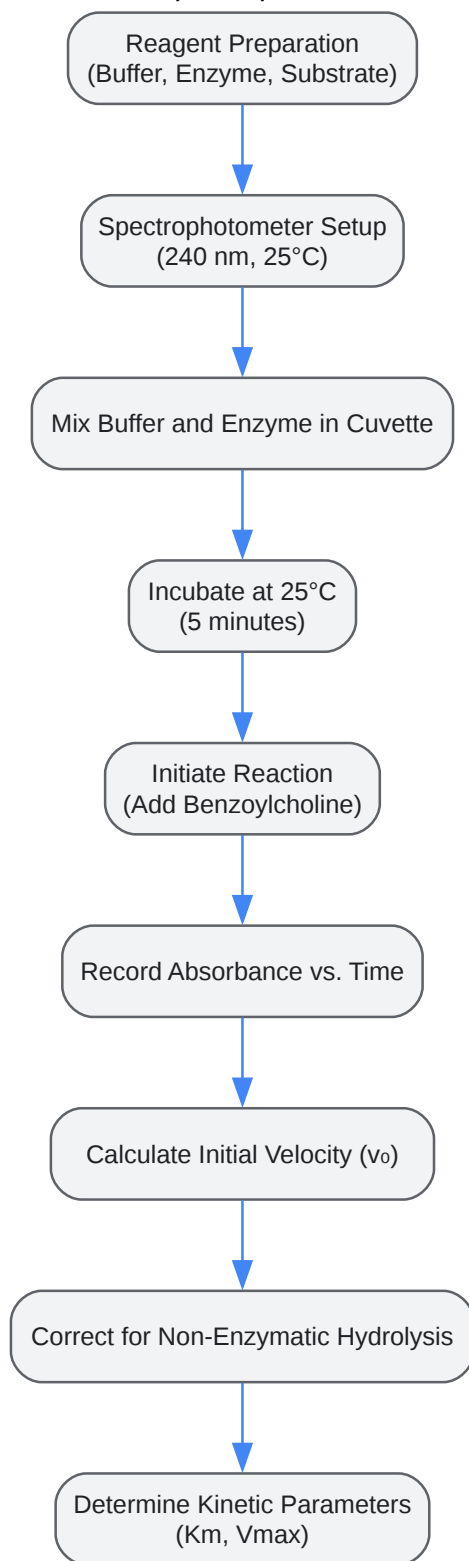 Reagent Preparation
(Buffer, Enzyme, Substrate)
Spectrophotometer Setup
(240 nm, 25°C)
Mix Buffer and Enzyme in Cuvette
Incubate at 25°C
(5 minutes)
Initiate Reaction
(Add Benzoylcholine)
Record Absorbance vs. Time
Calculate Initial Velocity (v₀)
Correct for Non-Enzymatic Hydrolysis
Determine Kinetic Parameters
(Km, Vmax)